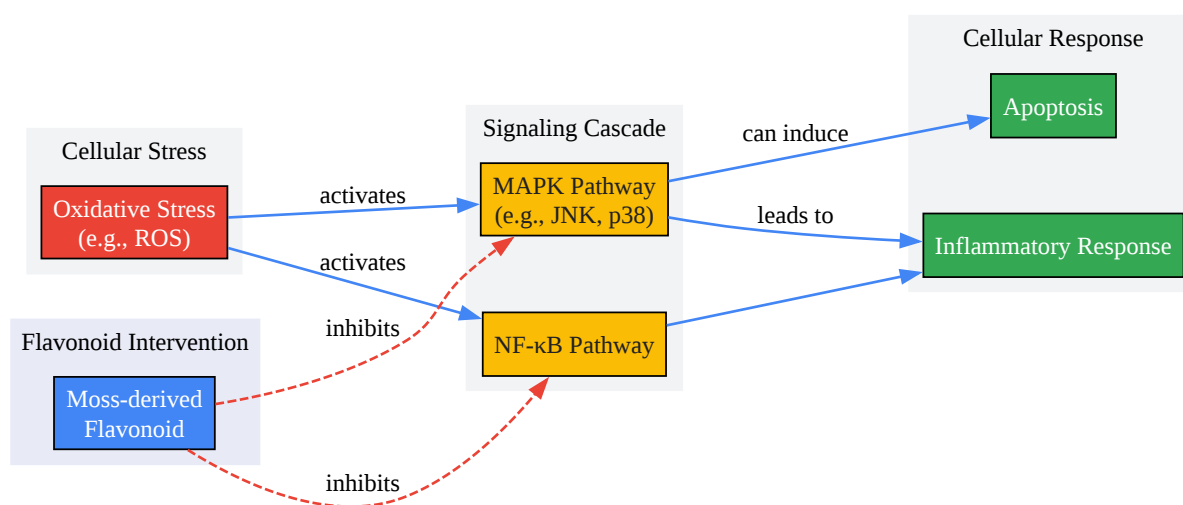 Cellular Stress
Oxidative Stress
(e.g., ROS)
Flavonoid Intervention
Moss-derived
Flavonoid
activates
activates
inhibits
inhibits
Signaling Cascade
MAPK Pathway
(e.g., JNK, p38)
NF-κB Pathway
can induce
leads to
Cellular Response
Apoptosis
Inflammatory Response